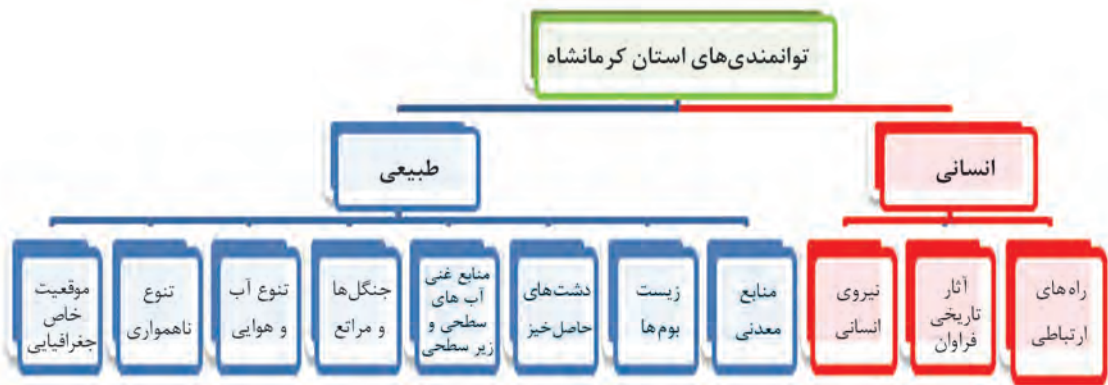 توانمندی‌های استان کرمانشاه
انسانی
طبیعی
راه‌های
ارتباطی
آثار
تاریخی
فراوان
نیروی
انسانی
منابع
معدنی
زیست
بوم‌ها
دشت‌های
حاصل‌خیز
منابع غنی
آب های
سطحی و
زیر سطحی
جنگل‌ها
و مراتع
تنوع آب
و هوایی
تنوع
ناهمواری
موقعیت
خاص
جغرافیایی